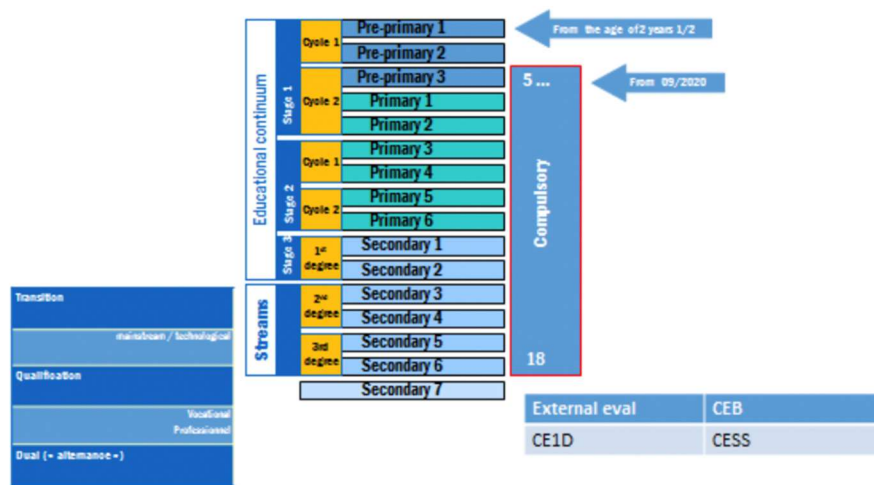 Educational continuum
Stage 1
Cycle 1
Pre-primary 1
Pre-primary 2
Cycle 2
Pre-primary 3
Primary 1
Primary 2
Stage 2
Cycle 1
Primary 3
Primary 4
Cycle 2
Primary 5
Primary 6
Stage 3
1st degree
Secondary 1
Secondary 2
Streams
2nd degree
Secondary 3
Secondary 4
3rd degree
Secondary 5
Secondary 6
Secondary 7
From the age of 2 years 1/2
From 09/2020
5 ...
Compulsory
18
Transition
mainstream / technological
Qualification
Vocational
Professionnel
Dual (« alternance »)
External eval CEB
CE1D CESS